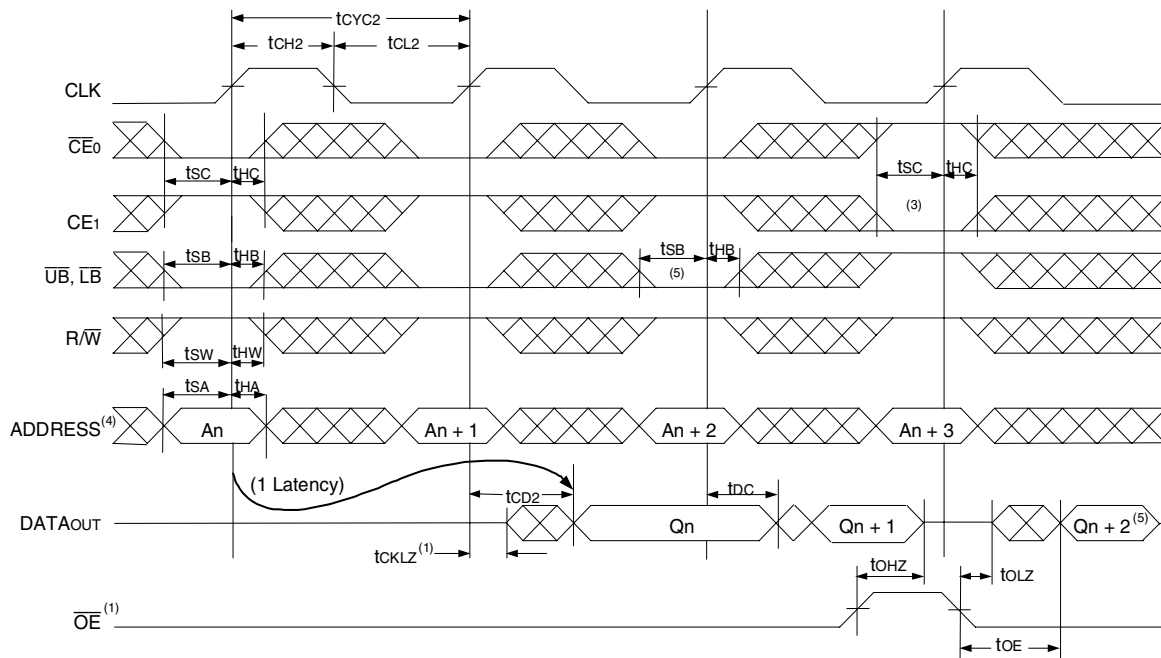 tCYC2
tCH2 tCL2
CLK
CE0
tSC tHC tSC tHC
(3)
CE1
tSB tHB tSB tHB
(5)
UB, LB
R/W
tSW tHW
tSA tHA
ADDRESS(4) An An + 1 An + 2 An + 3
(1 Latency) tCD2 tDC
DATAOUT Qn Qn + 1 Qn + 2(5)
tCKLZ(1)
tOHZ tOLZ
OE(1)
tOE